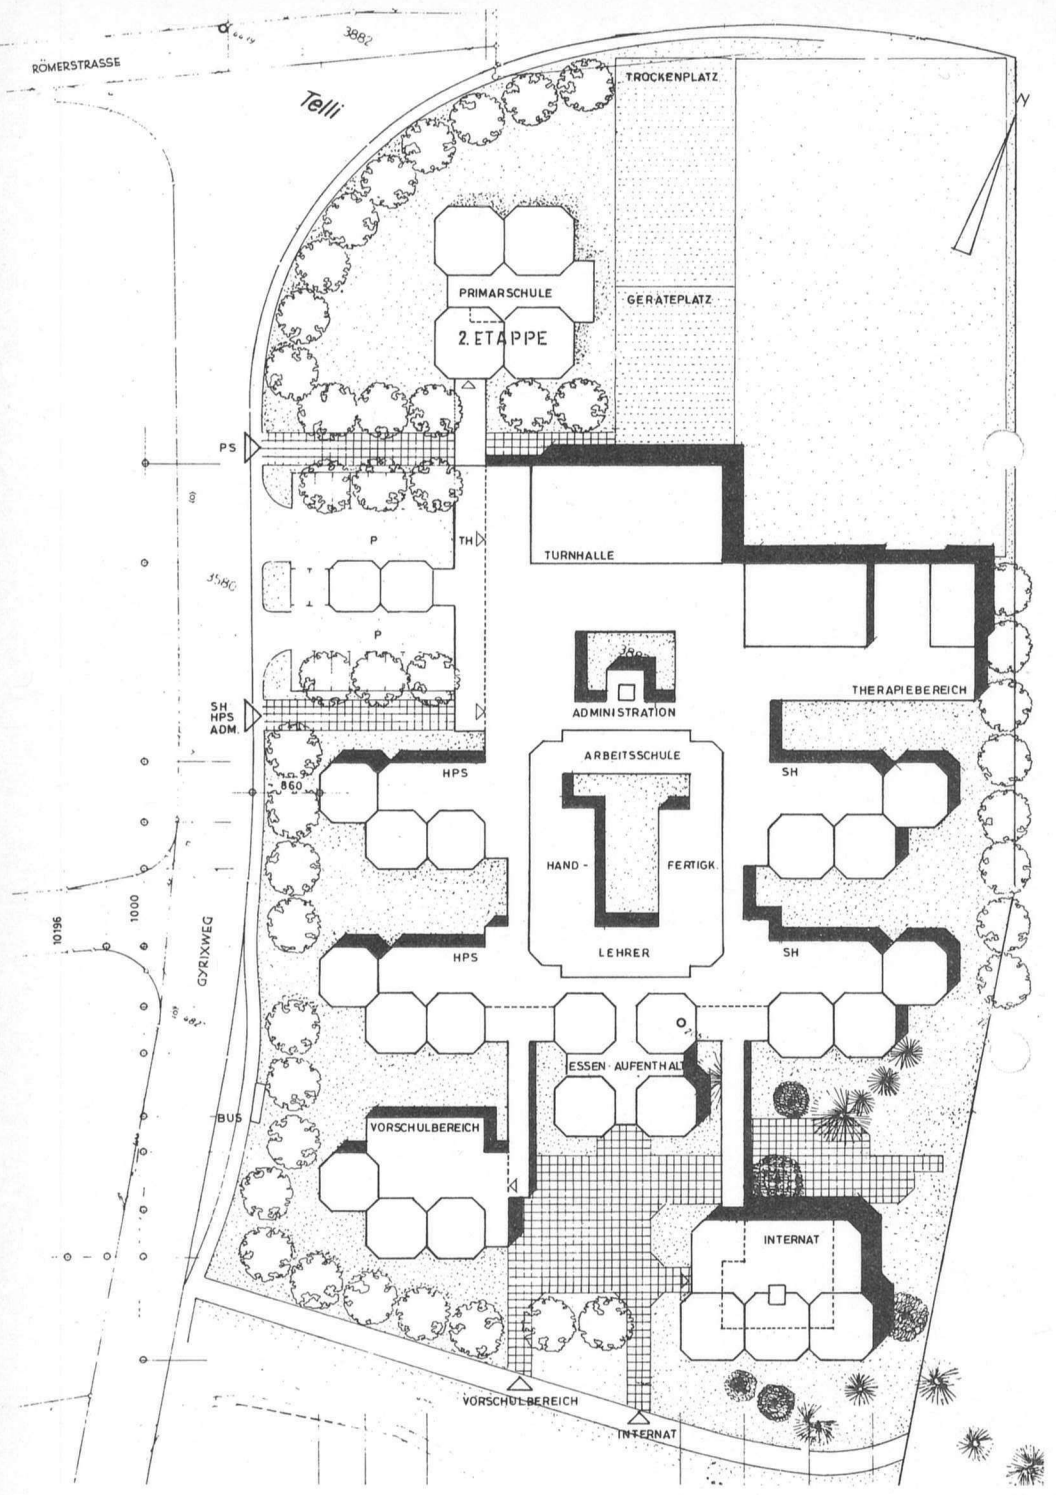 RÖMERSTRASSE
3882
Telli
N
TROCKENPLATZ
PRIMARSCHULE
GERÄTEPLATZ
2. ETAPPE
PS
P
TH
TURNHALLE
3586
P
SH
HPS
ADM.
THERAPIEBEREICH
ADMINISTRATION
ARBEITSSCHULE
HPS
SH
860
HAND-
FERTIGK.
1000
10196
GYRIXWEG
LEHRER
HPS
SH
ESSEN · AUFENTHALT
BUS
VORSCHULBEREICH
INTERNAT
VORSCHULBEREICH
INTERNAT